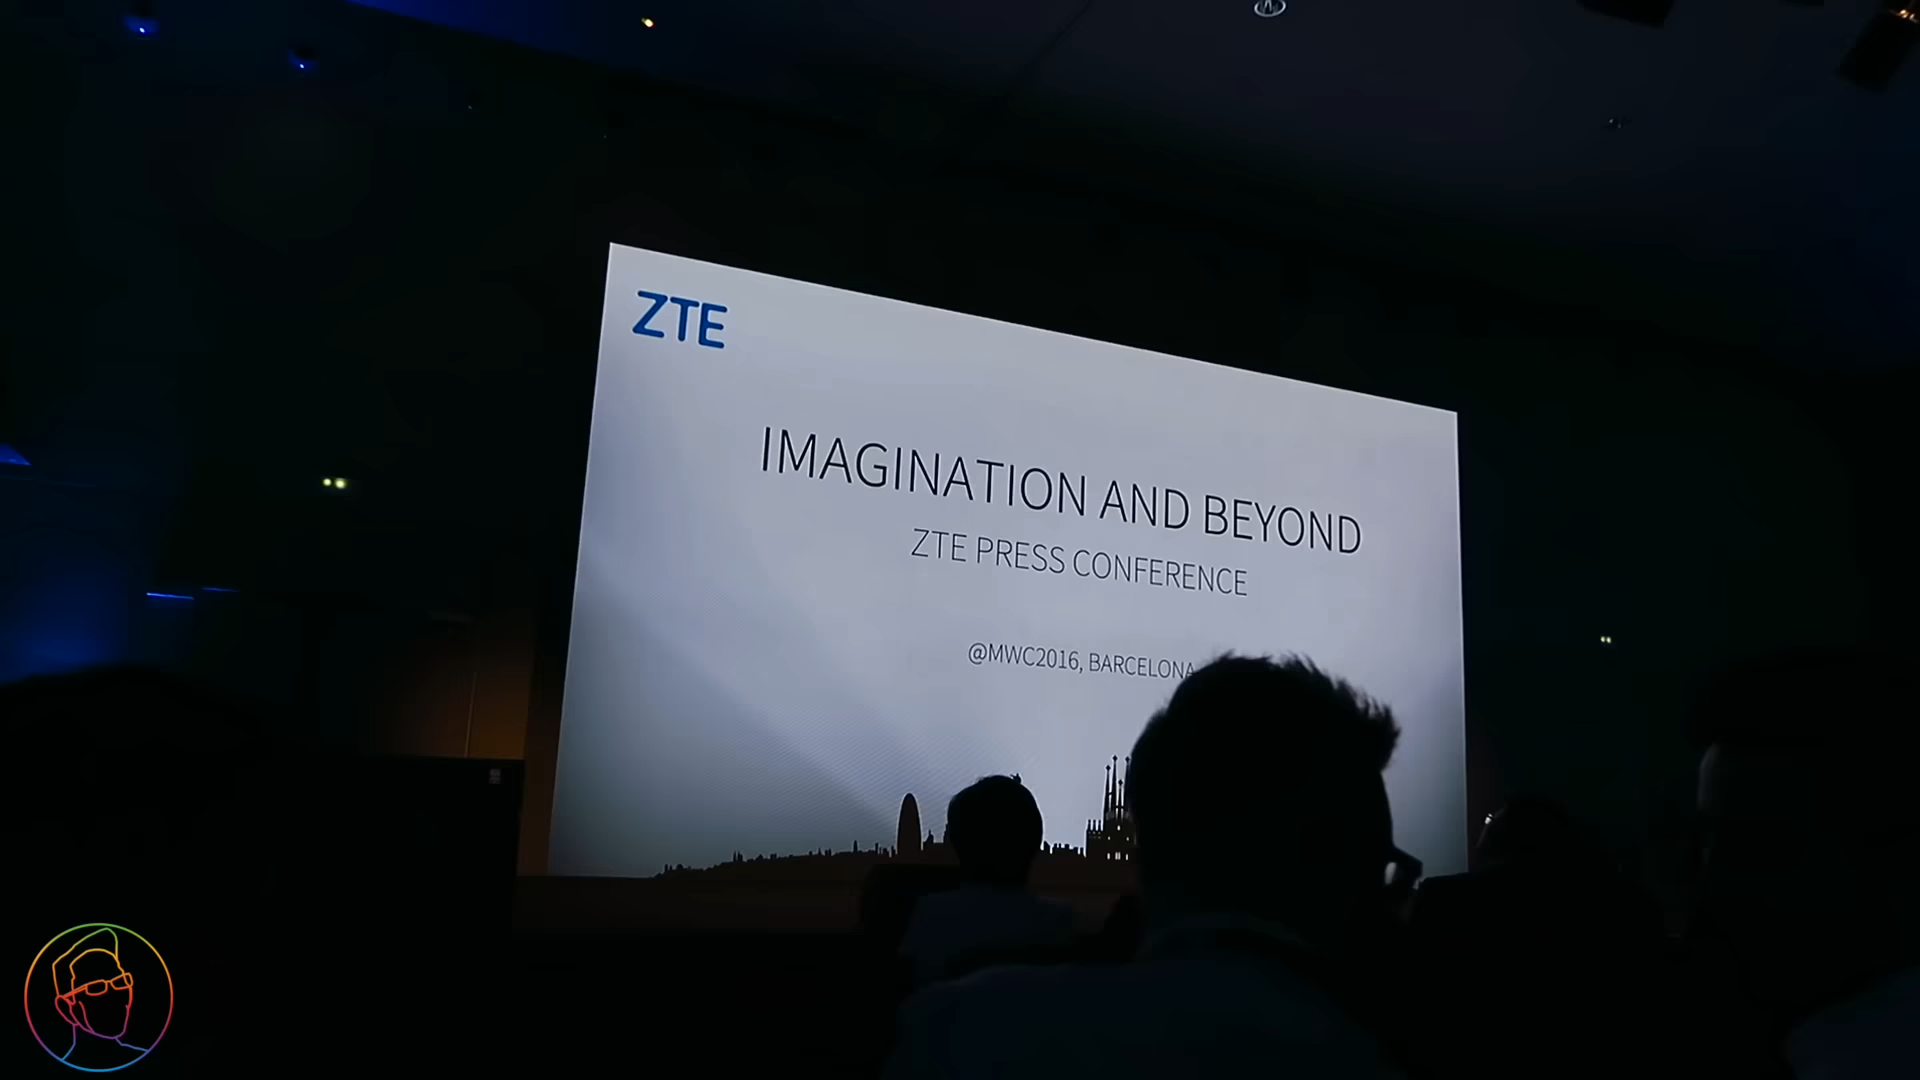 ZTE
IMAGINATION AND BEYOND
ZTE PRESS CONFERENCE
@MWC2016, BARCELONA